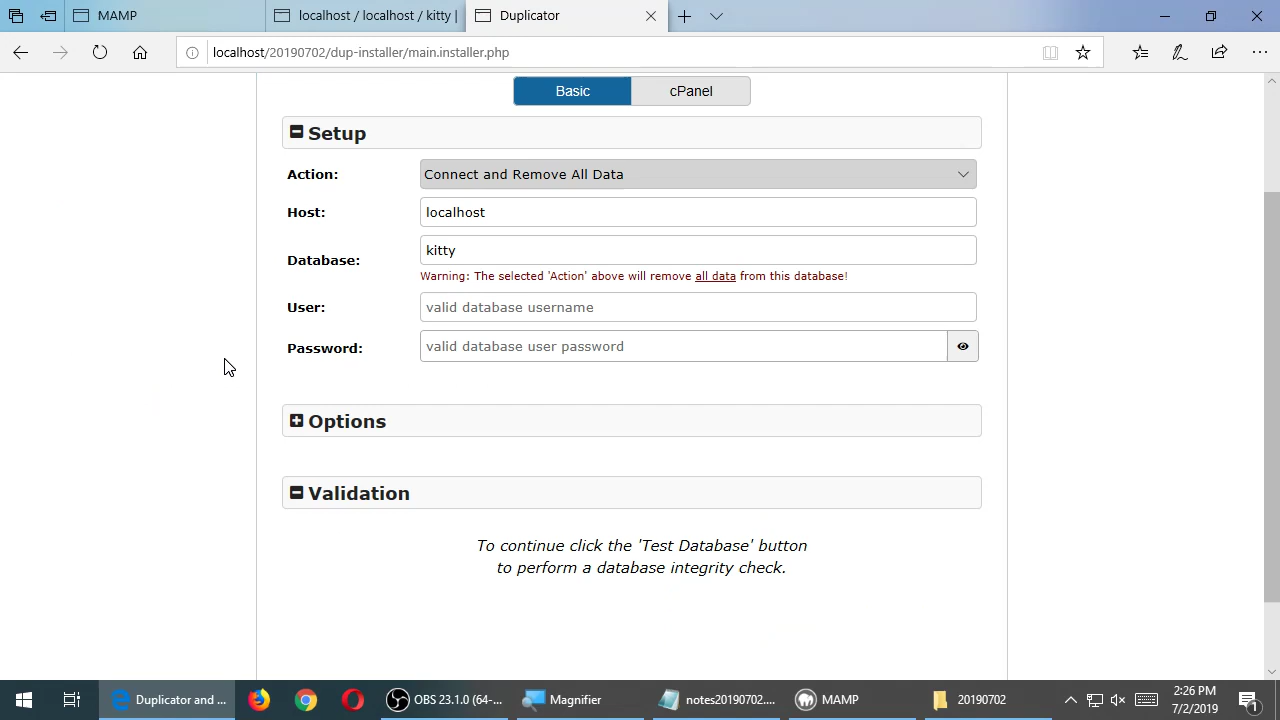 MAMP
localhost / localhost / kitty |
Duplicator
localhost/20190702/dup-installer/main.installer.php
Basic
cPanel
Setup
Action:
Connect and Remove All Data
Host:
localhost
Database:
kitty
Warning: The selected 'Action' above will remove all data from this database!
User:
valid database username
Password:
valid database user password
Options
Validation
To continue click the 'Test Database' button
to perform a database integrity check.
Duplicator and ...
OBS 23.1.0 (64-...
Magnifier
notes20190702....
MAMP
20190702
2:26 PM
7/2/2019
1